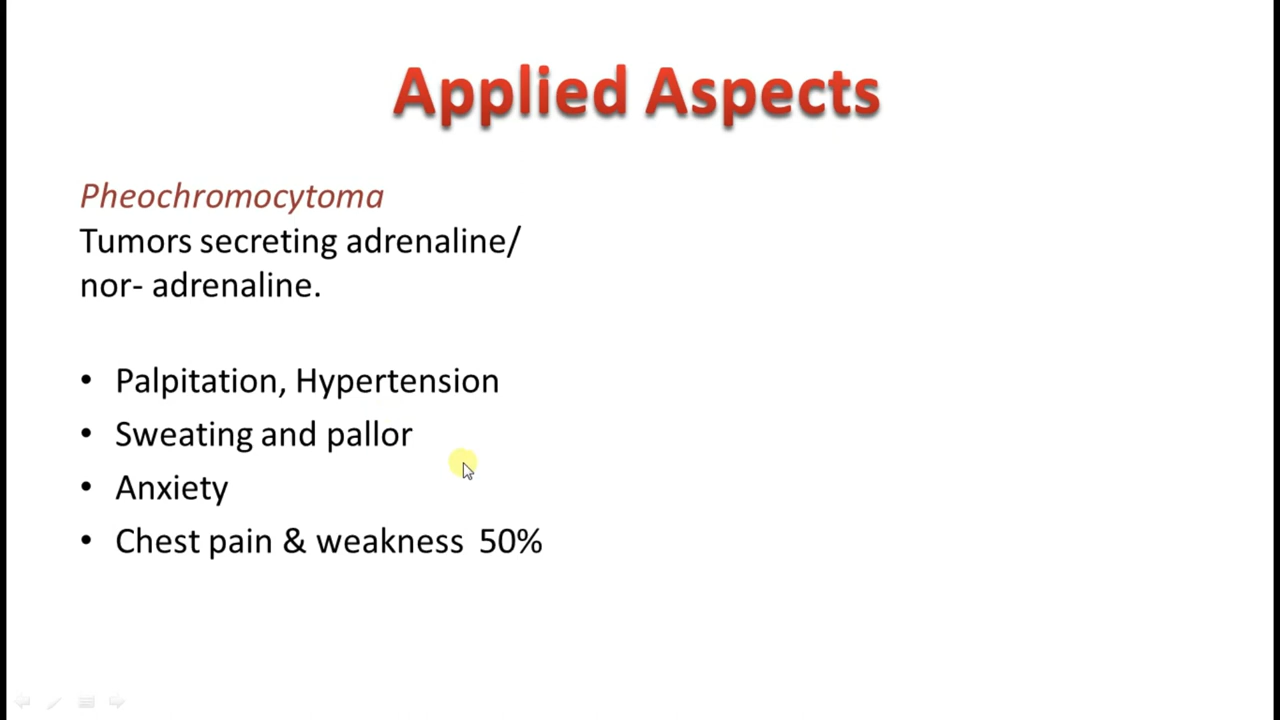 Applied Aspects
Pheochromocytoma
Tumors secreting adrenaline/
nor- adrenaline.
• Palpitation, Hypertension
• Sweating and pallor
• Anxiety
• Chest pain & weakness 50%